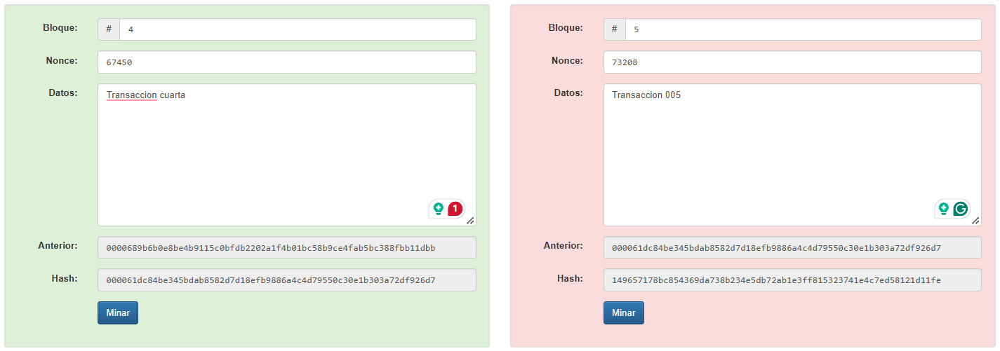 Bloque: # 4
Nonce: 67450
Datos: Transaccion cuarta
1
Anterior: 0000689b6b0e8be4b9115c0bfdb2202a1f4b01bc58b9ce4fab5bc388fbb11dbb
Hash: 000061dc84be345bdab8582d7d18efb9886a4c4d79550c30e1b303a72df926d7
Minar
Bloque: # 5
Nonce: 73208
Datos: Transaccion 005
G
Anterior: 000061dc84be345bdab8582d7d18efb9886a4c4d79550c30e1b303a72df926d7
Hash: 149657178bc854369da738b234e5db72ab1e3ff815323741e4c7ed58121d11fe
Minar